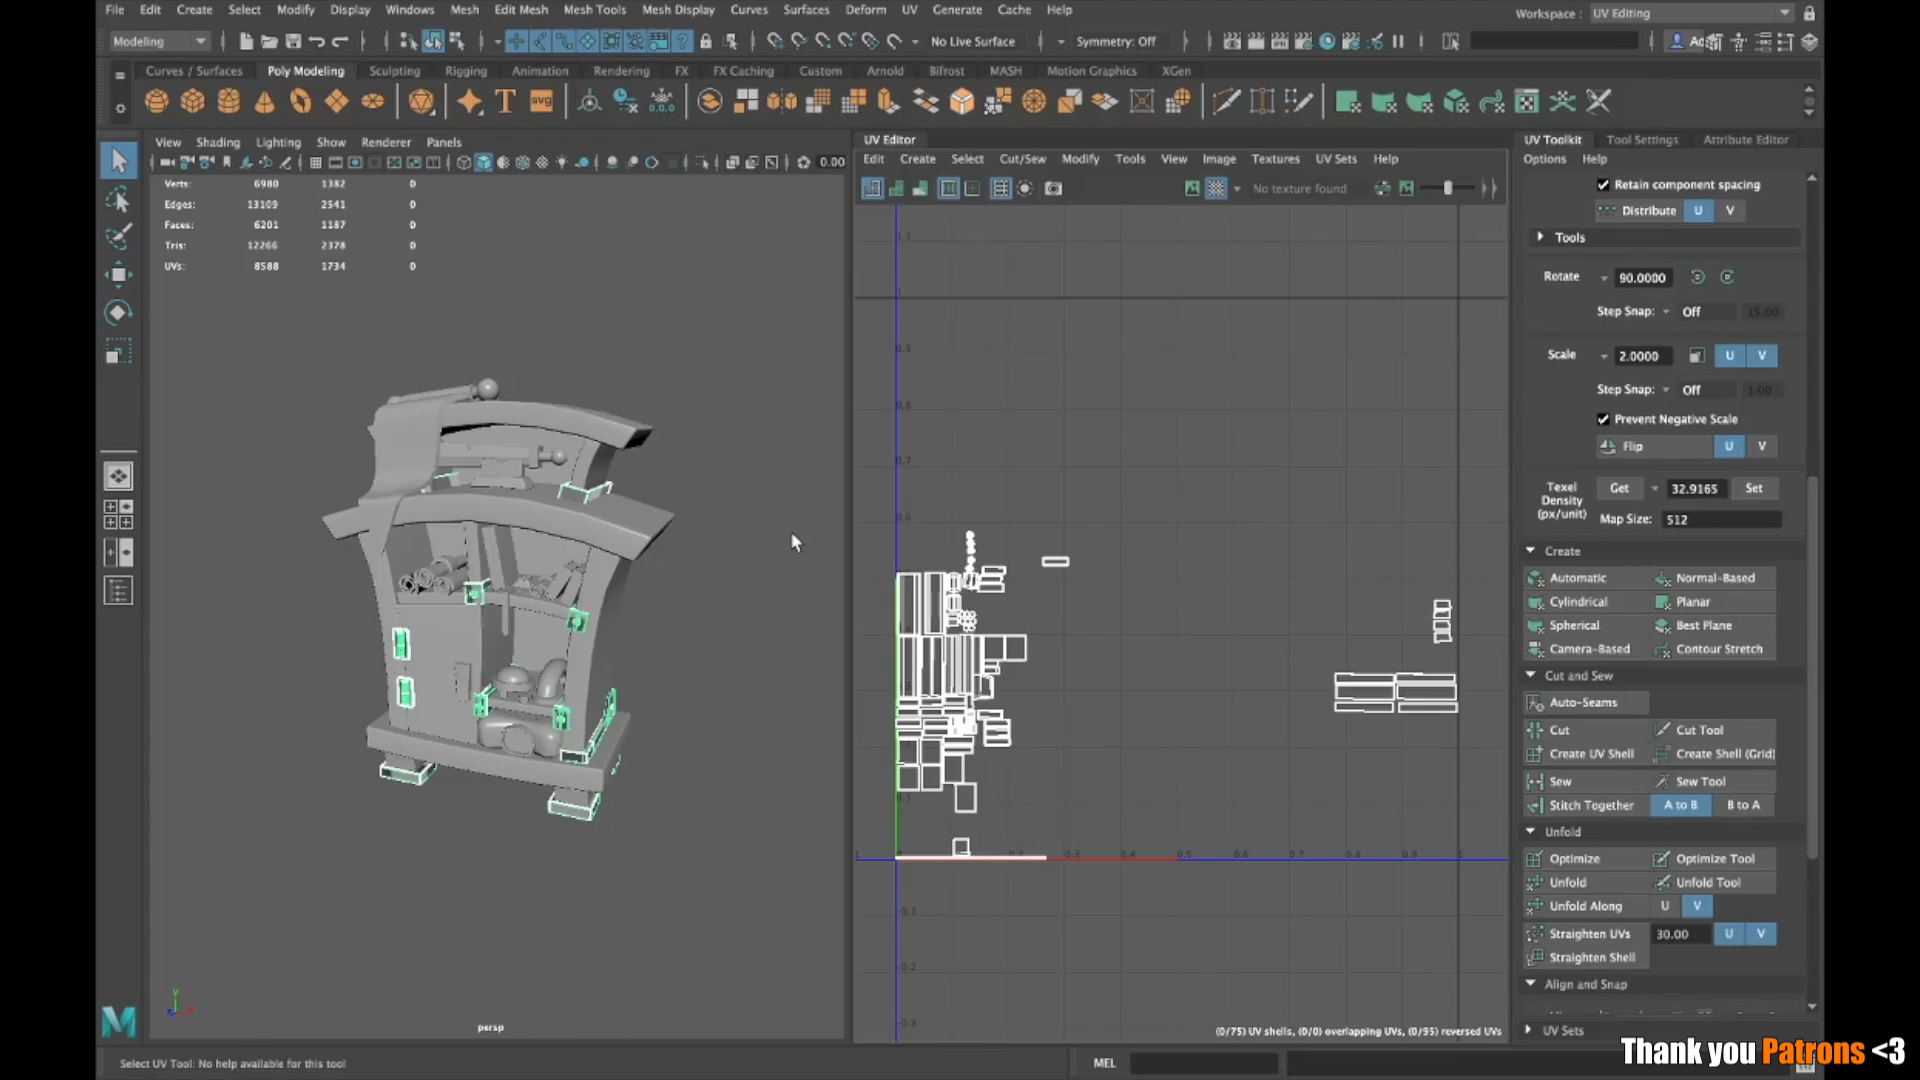 File Edit Create Select Modify Display Windows Mesh Edit Mesh Mesh Tools Mesh Display Curves Surfaces Deform UV Generate Cache Help
Workspace : UV Editing
Modeling
No Live Surface
Symmetry: Off
Curves / Surfaces Poly Modeling Sculpting Rigging Animation Rendering FX FX Caching Custom Arnold Bifrost MASH Motion Graphics XGen
View Shading Lighting Show Renderer Panels
0.00
Verts: 6980 1382 0
Edges: 13109 2541 0
Faces: 6201 1187 0
Tris: 12266 2378 0
UVs: 8588 1734 0
persp
UV Editor
Edit Create Select Cut/Sew Modify Tools View Image Textures UV Sets Help
No texture found
(0/75) UV shells, (0/0) overlapping UVs, (0/95) reversed UVs
UV Toolkit Tool Settings Attribute Editor
Options Help
Retain component spacing
Distribute U V
Tools
Rotate 90.0000
Step Snap: Off 15.00
Scale 2.0000 U V
Step Snap: Off 1.00
Prevent Negative Scale
Flip U V
Texel Density (px/unit) Get 32.9165 Set
Map Size: 512
Create
Automatic Normal-Based
Cylindrical Planar
Spherical Best Plane
Camera-Based Contour Stretch
Cut and Sew
Auto-Seams
Cut Cut Tool
Create UV Shell Create Shell (Grid)
Sew Sew Tool
Stitch Together A to B B to A
Unfold
Optimize Optimize Tool
Unfold Unfold Tool
Unfold Along U V
Straighten UVs 30.00 U V
Straighten Shell
Align and Snap
UV Sets
Select UV Tool: No help available for this tool
MEL
Thank you Patrons <3